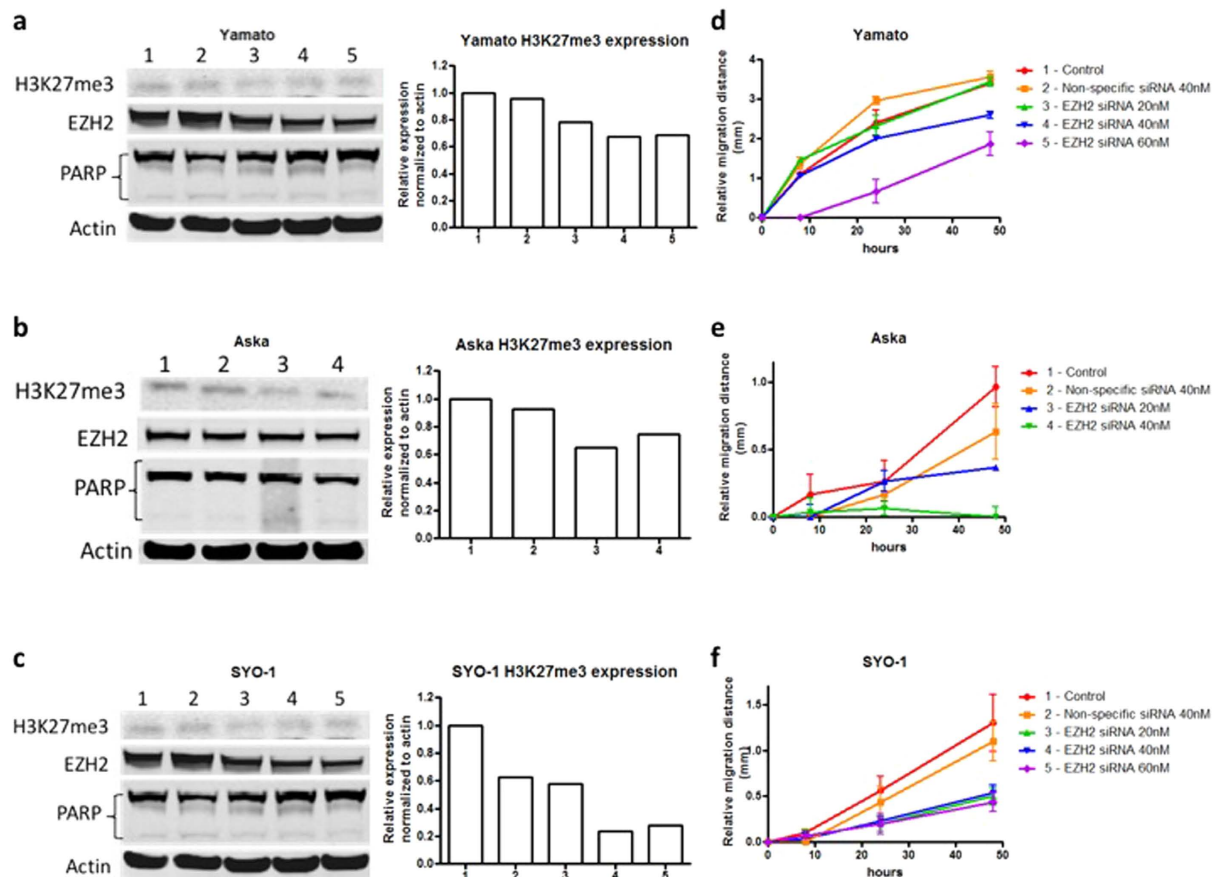 a
Yamato
1 2 3 4 5
H3K27me3
EZH2
PARP
Actin
Yamato H3K27me3 expression
Relative expression
normalized to actin
1.2
1.0
0.8
0.6
0.4
0.2
0.0
1 2 3 4 5
d
Yamato
Relative migration distance
(mm)
4
3
2
1
0
0 10 20 30 40 50
hours
1 - Control
2 - Non-specific siRNA 40nM
3 - EZH2 siRNA 20nM
4 - EZH2 siRNA 40nM
5 - EZH2 siRNA 60nM
b
Aska
1 2 3 4
H3K27me3
EZH2
PARP
Actin
Aska H3K27me3 expression
Relative expression
normalized to actin
1.2
1.0
0.8
0.6
0.4
0.2
0.0
1 2 3 4
e
Aska
Relative migration distance
(mm)
1.0
0.5
0.0
0 10 20 30 40 50
hours
1 - Control
2 - Non-specific siRNA 40nM
3 - EZH2 siRNA 20nM
4 - EZH2 siRNA 40nM
c
SYO-1
1 2 3 4 5
H3K27me3
EZH2
PARP
Actin
SYO-1 H3K27me3 expression
Relative expression
normalized to actin
1.2
1.0
0.8
0.6
0.4
0.2
0.0
1 2 3 4 5
f
SYO-1
Relative migration distance
(mm)
1.5
1.0
0.5
0.0
0 10 20 30 40 50
hours
1 - Control
2 - Non-specific siRNA 40nM
3 - EZH2 siRNA 20nM
4 - EZH2 siRNA 40nM
5 - EZH2 siRNA 60nM